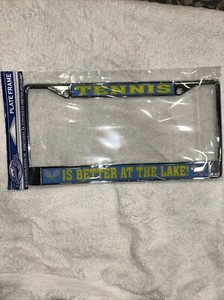 TENNIS
IS BETTER AT THE LAKE!
PLATE FRAME